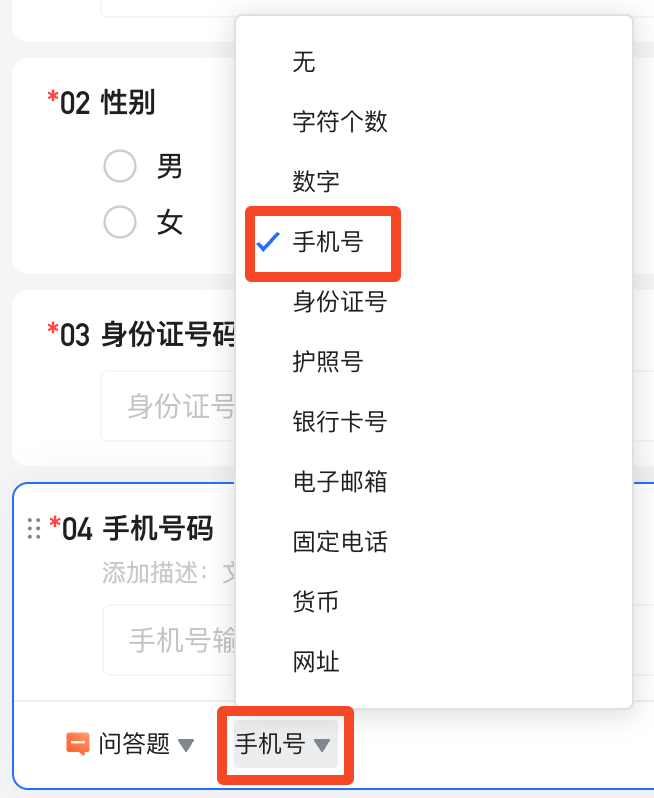 *02 性别
男
女
*03 身份证号码
身份证号
*04 手机号码
添加描述：
手机号输
问答题
手机号
无
字符个数
数字
手机号
身份证号
护照号
银行卡号
电子邮箱
固定电话
货币
网址